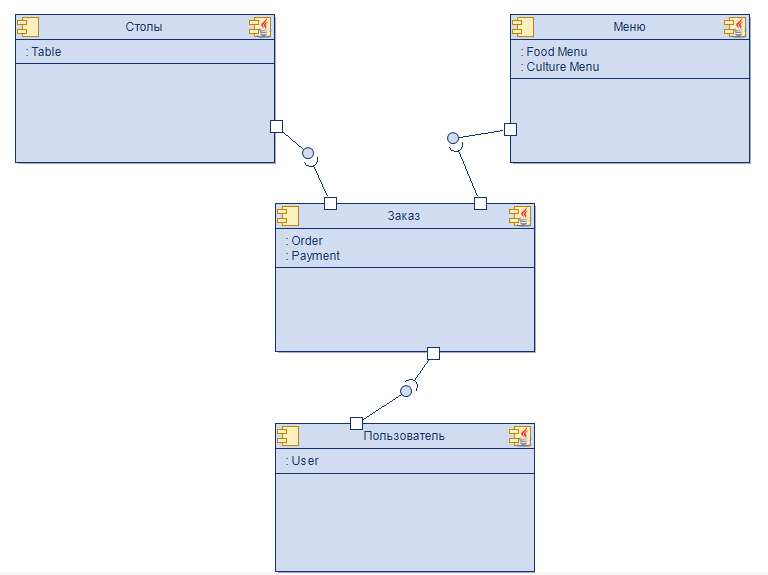 Столы
: Table
Меню
: Food Menu
: Culture Menu
Заказ
: Order
: Payment
Пользователь
: User